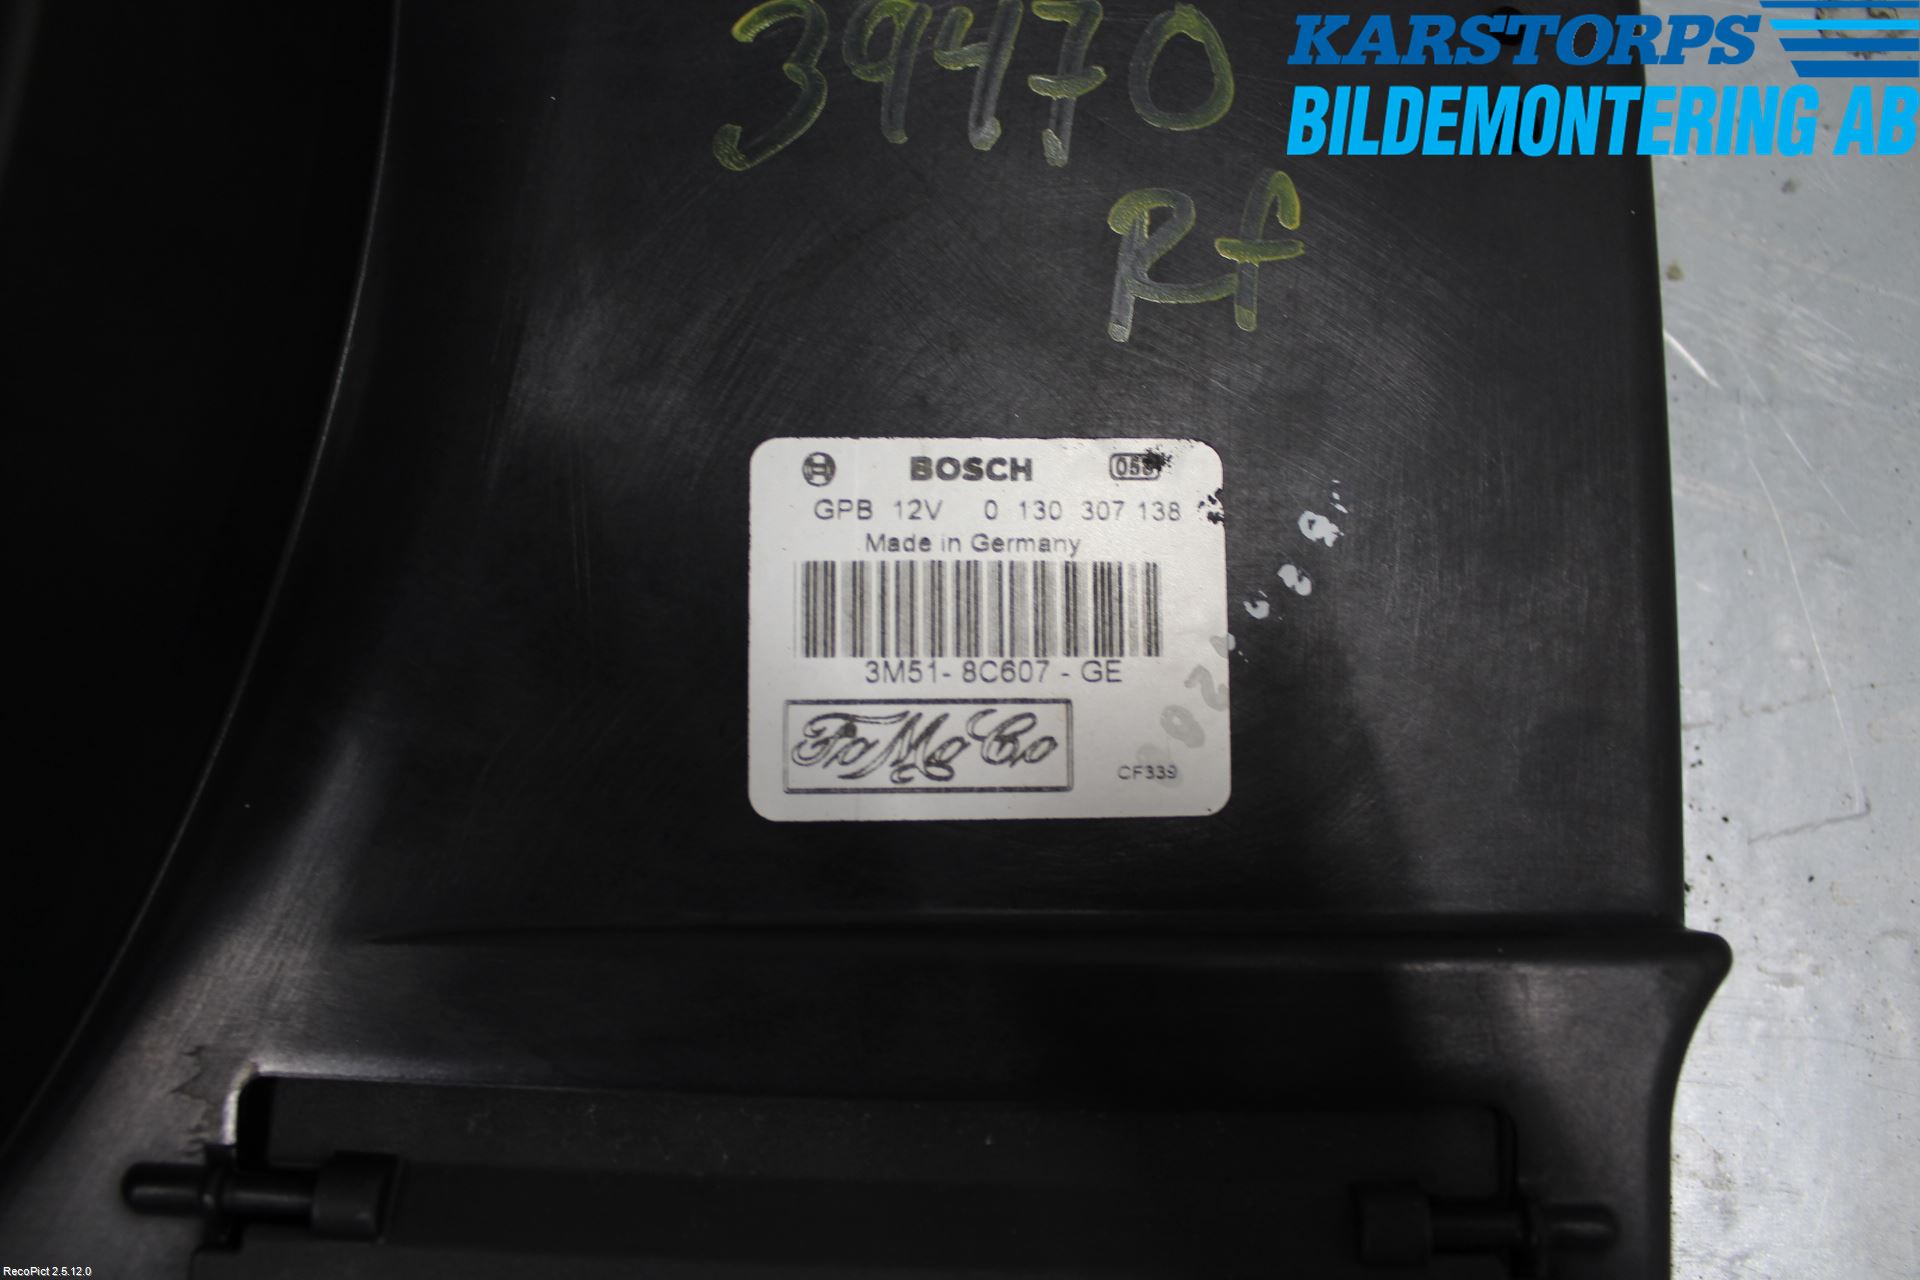 39470
Rf
KARSTORPS
BILDEMONTERING AB
BOSCH
GPB 12V 0 130 307 138
Made in Germany
3M51- 8C607 - GE
FoMoCo
CF339
RecoPict 2.5.12.0